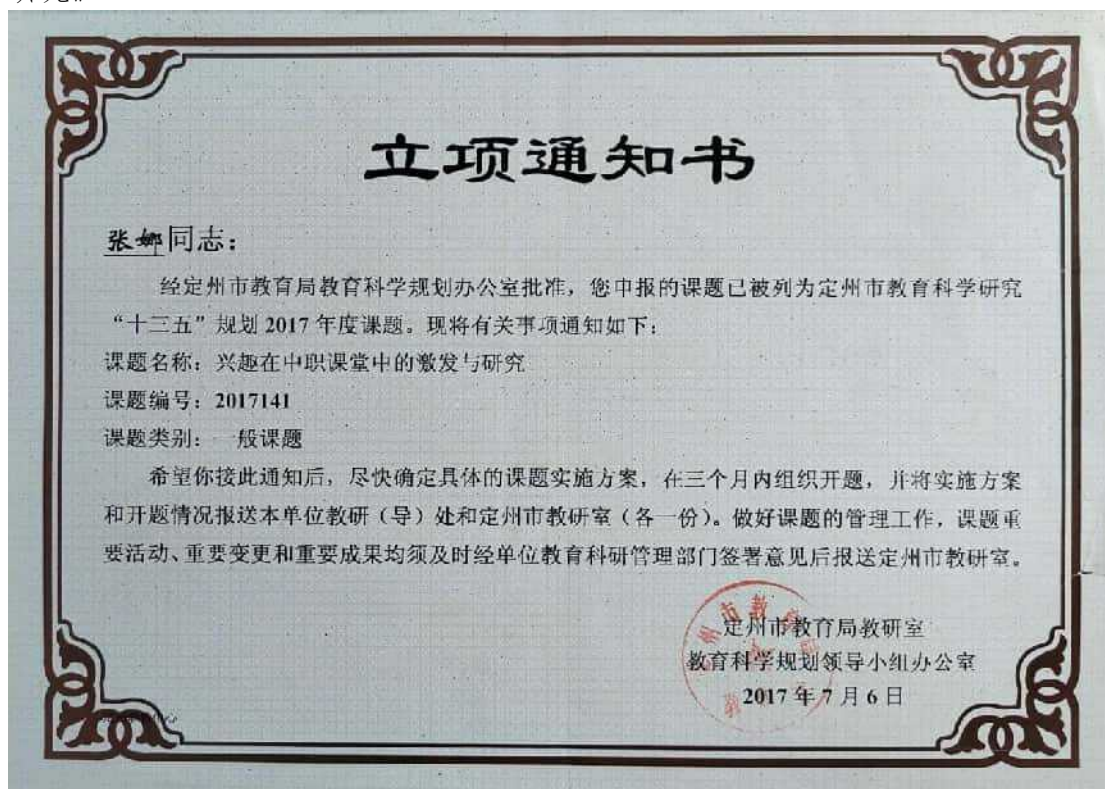 立项通知书
张娜同志：
经定州市教育局教育科学规划办公室批准，您申报的课题已被列为定州市教育科学研究
“十三五”规划 2017 年度课题。现将有关事项通知如下：
课题名称：兴趣在中职课堂中的激发与研究
课题编号：2017141
课题类别：一般课题
希望你接此通知后，尽快确定具体的课题实施方案，在三个月内组织开题，并将实施方案
和开题情况报送本单位教研（导）处和定州市教研室（各一份）。做好课题的管理工作，课题重
要活动、重要变更和重要成果均须及时经单位教育科研管理部门签署意见后报送定州市教研室。
定州市教育局教研室
教育科学规划领导小组办公室
2017 年 7 月 6 日